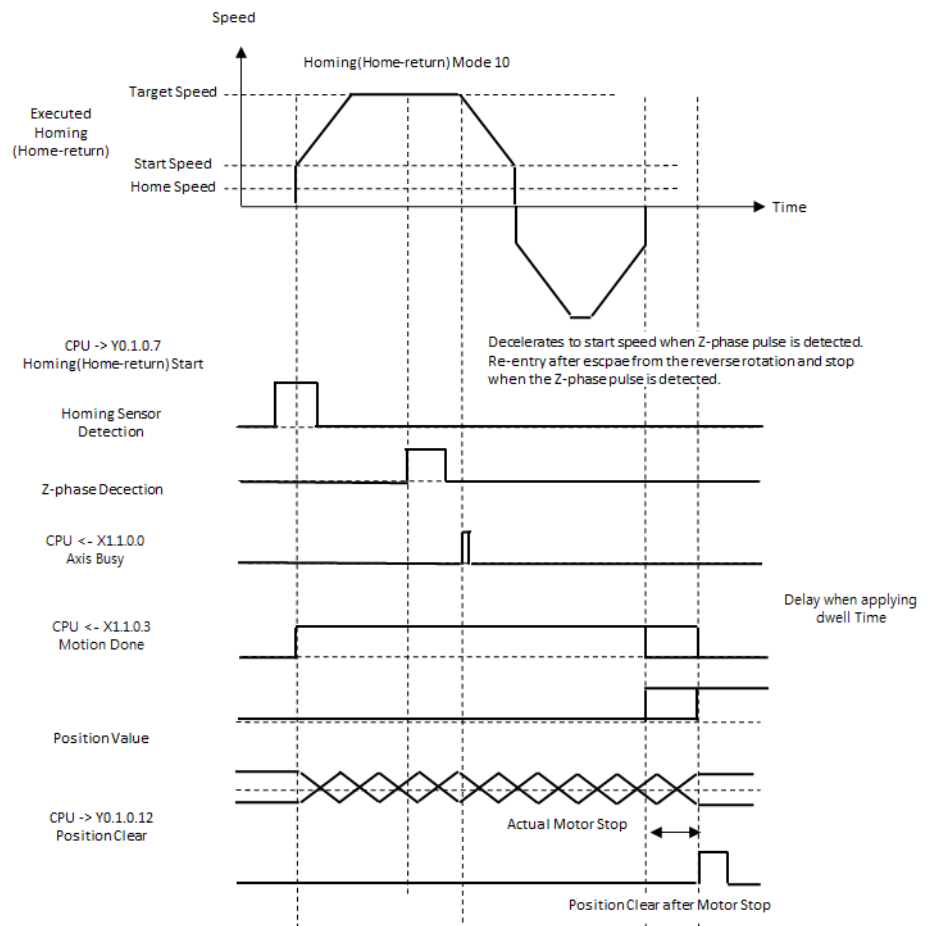 Speed
Homing(Home-return) Mode 10
Target Speed
Executed
Homing
(Home-return)
Start Speed
Home Speed
Time
CPU -> Y0.1.0.7
Homing(Home-return) Start
Decelerates to start speed when Z-phase pulse is detected.
Re-entry after escpae from the reverse rotation and stop
when the Z-phase pulse is detected.
Homing Sensor
Detection
Z-phase Decection
CPU <- X1.1.0.0
Axis Busy
Delay when applying
dwell Time
CPU <- X1.1.0.3
Motion Done
Position Value
CPU -> Y0.1.0.12
Position Clear
Actual Motor Stop
Position Clear after Motor Stop